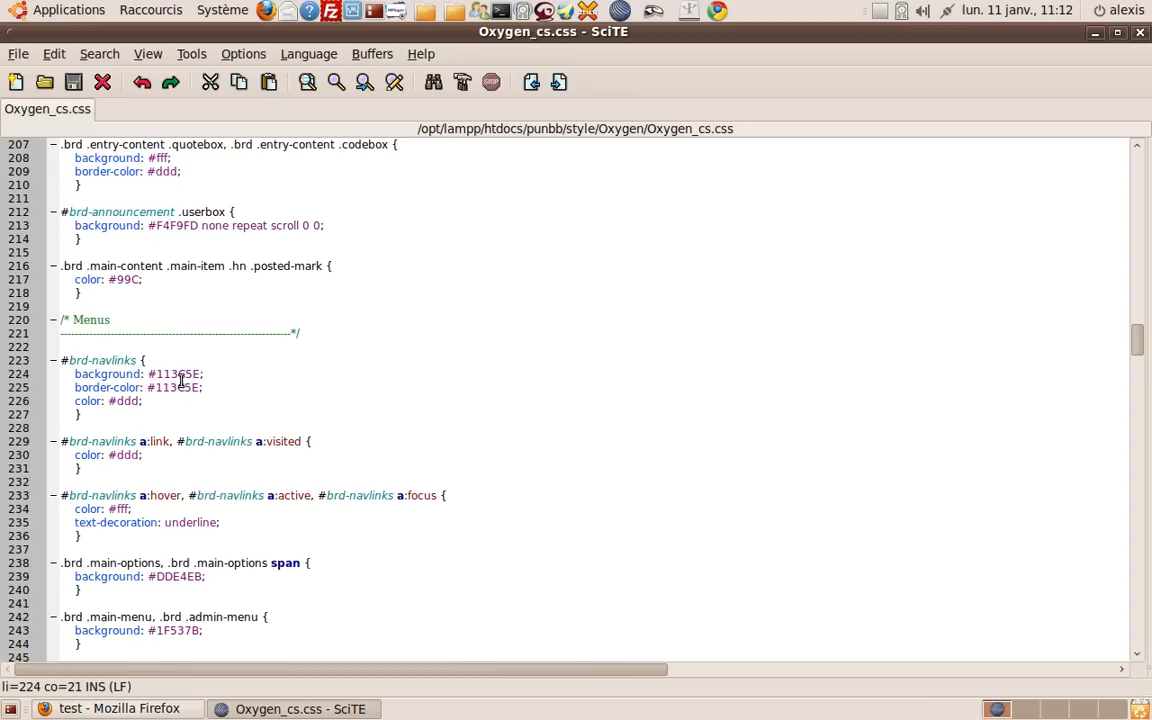 Applications Raccourcis Système lun. 11 janv., 11:12 alexis
Oxygen_cs.css - SciTE
File Edit Search View Tools Options Language Buffers Help
Oxygen_cs.css
/opt/lampp/htdocs/punbb/style/Oxygen/Oxygen_cs.css
207 .brd .entry-content .quotebox, .brd .entry-content .codebox {
208 background: #fff;
209 border-color: #ddd;
210 }
211
212 #brd-announcement .userbox {
213 background: #F4F9FD none repeat scroll 0 0;
214 }
215
216 .brd .main-content .main-item .hn .posted-mark {
217 color: #99C;
218 }
219
220 /* Menus
221 ----------------------------------------------------------------*/
222
223 #brd-navlinks {
224 background: #113C5E;
225 border-color: #113C5E;
226 color: #ddd;
227 }
228
229 #brd-navlinks a:link, #brd-navlinks a:visited {
230 color: #ddd;
231 }
232
233 #brd-navlinks a:hover, #brd-navlinks a:active, #brd-navlinks a:focus {
234 color: #fff;
235 text-decoration: underline;
236 }
237
238 .brd .main-options, .brd .main-options span {
239 background: #DDE4EB;
240 }
241
242 .brd .main-menu, .brd .admin-menu {
243 background: #1F537B;
244 }
245
li=224 co=21 INS (LF)
test - Mozilla Firefox Oxygen_cs.css - SciTE